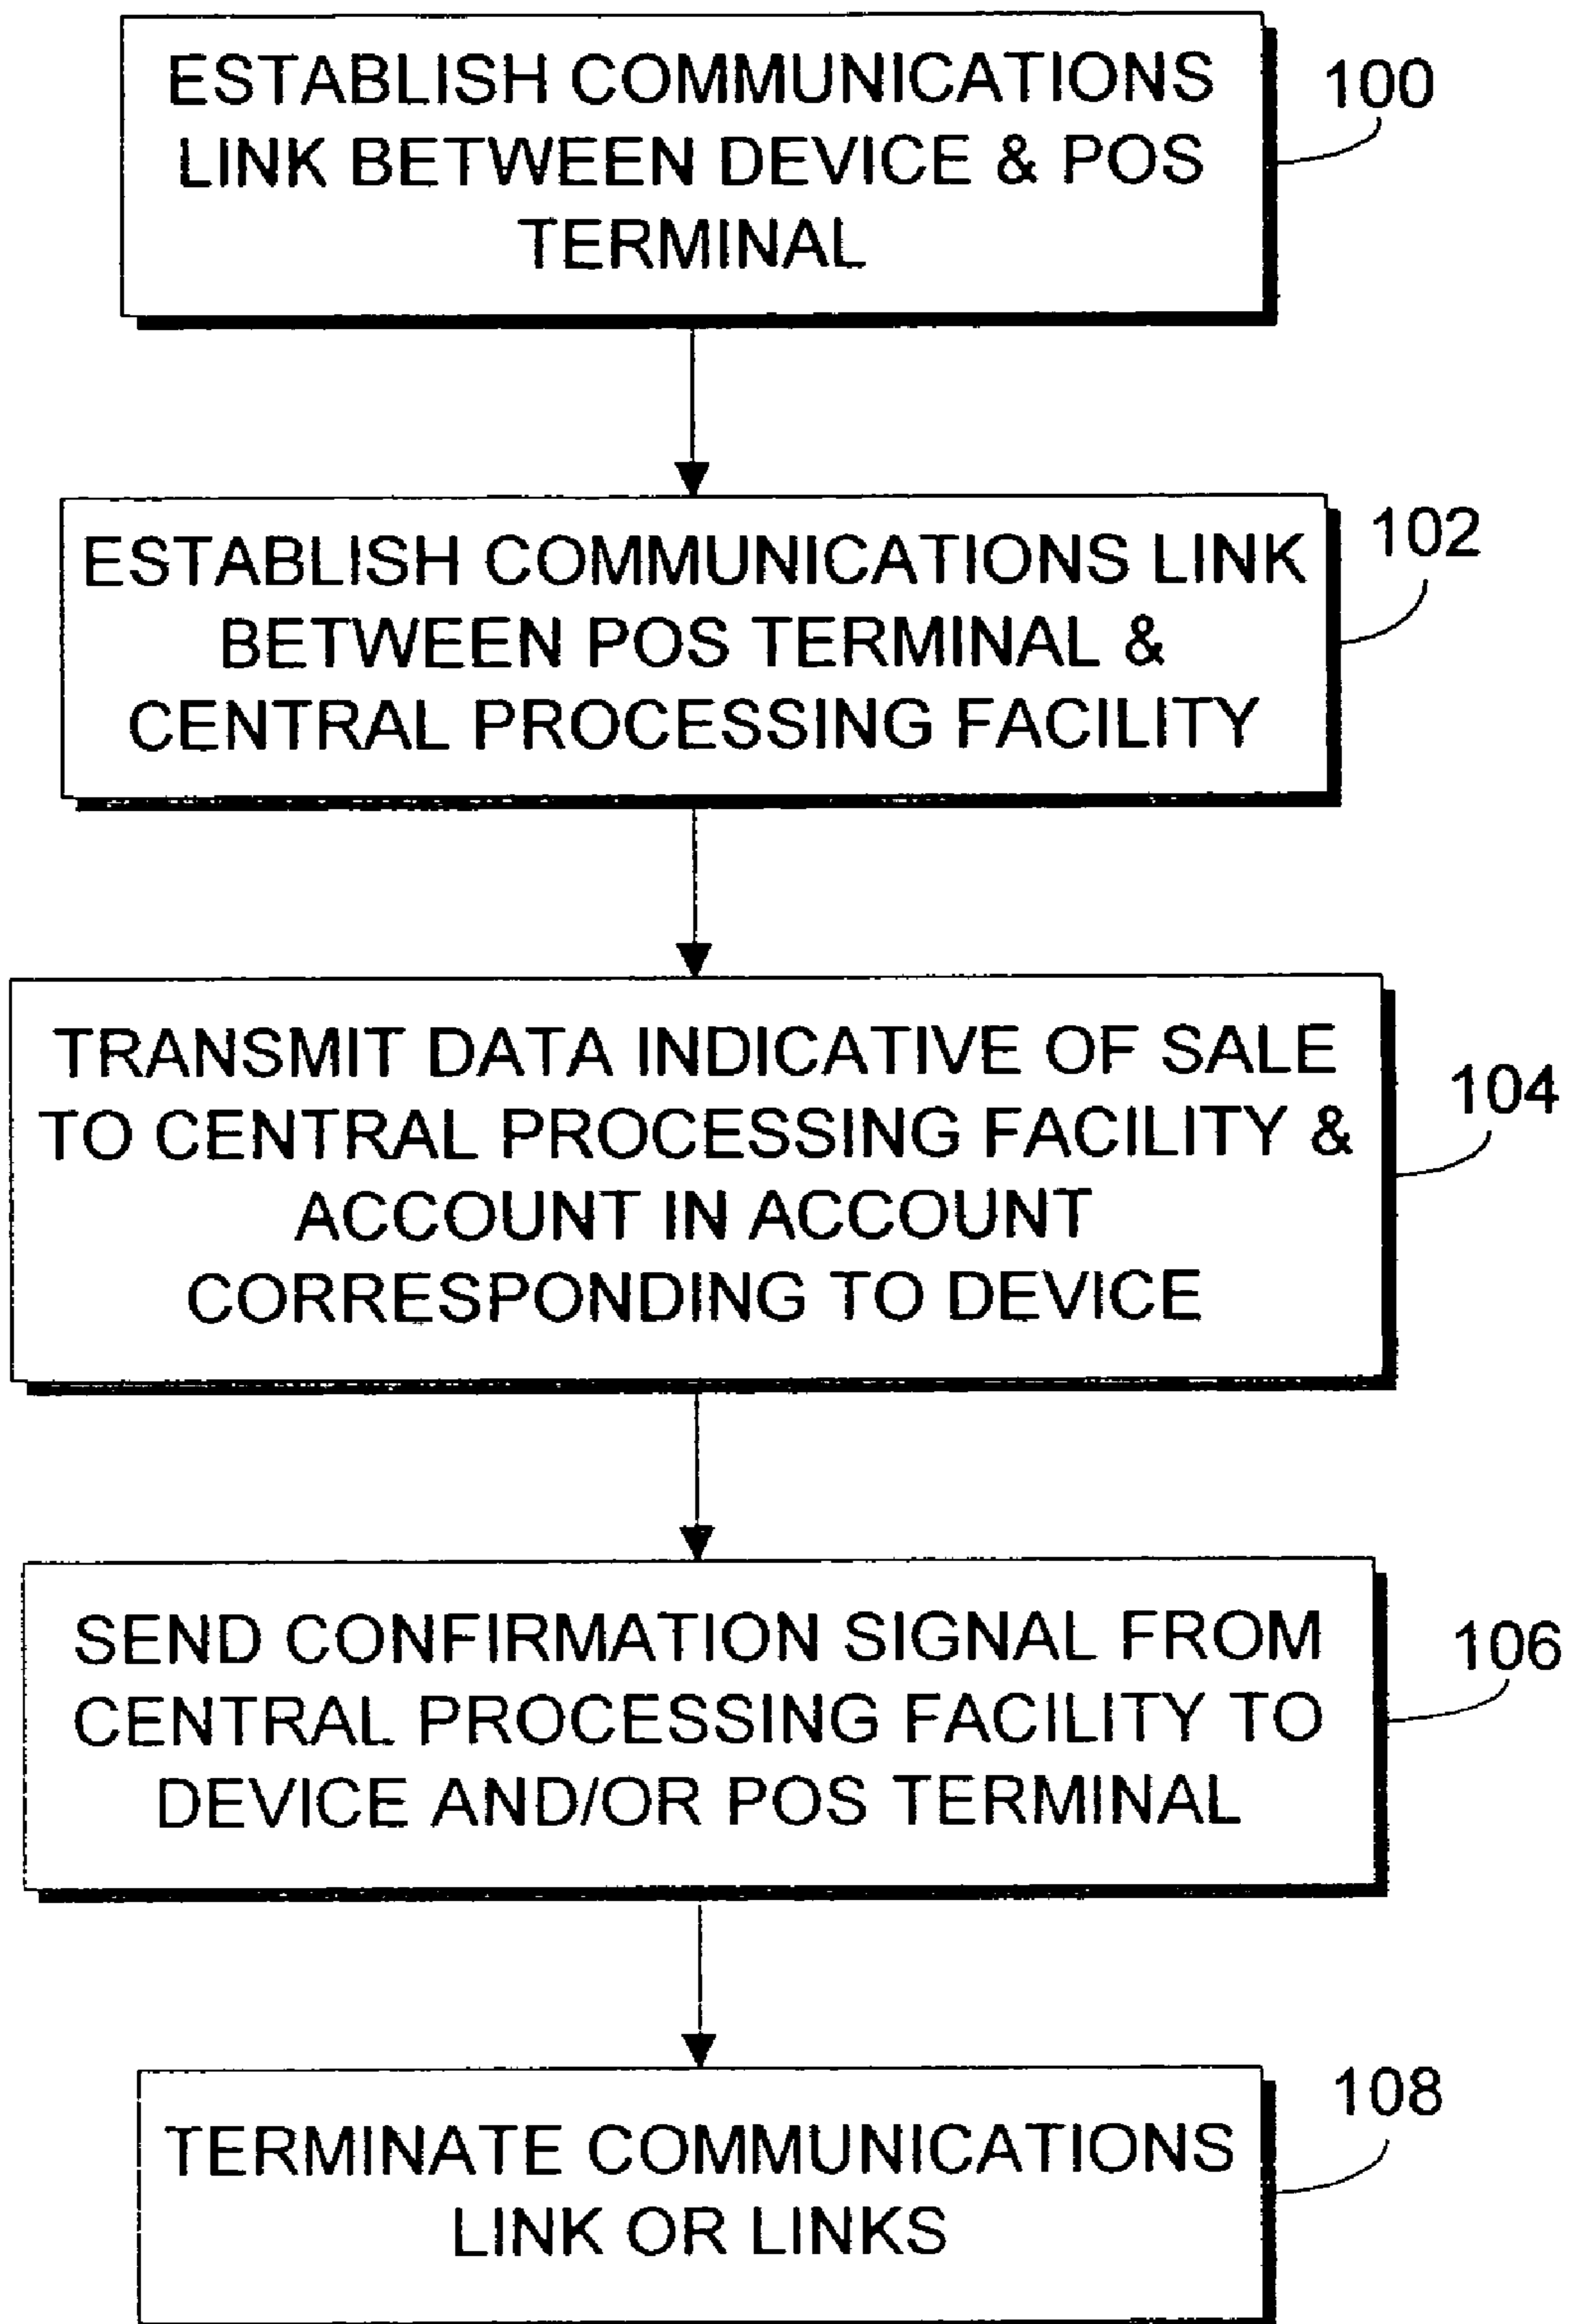 ESTABLISH COMMUNICATIONS
LINK BETWEEN DEVICE & POS
TERMINAL
100
ESTABLISH COMMUNICATIONS LINK
BETWEEN POS TERMINAL &
CENTRAL PROCESSING FACILITY
102
TRANSMIT DATA INDICATIVE OF SALE
TO CENTRAL PROCESSING FACILITY &
ACCOUNT IN ACCOUNT
CORRESPONDING TO DEVICE
104
SEND CONFIRMATION SIGNAL FROM
CENTRAL PROCESSING FACILITY TO
DEVICE AND/OR POS TERMINAL
106
TERMINATE COMMUNICATIONS
LINK OR LINKS
108